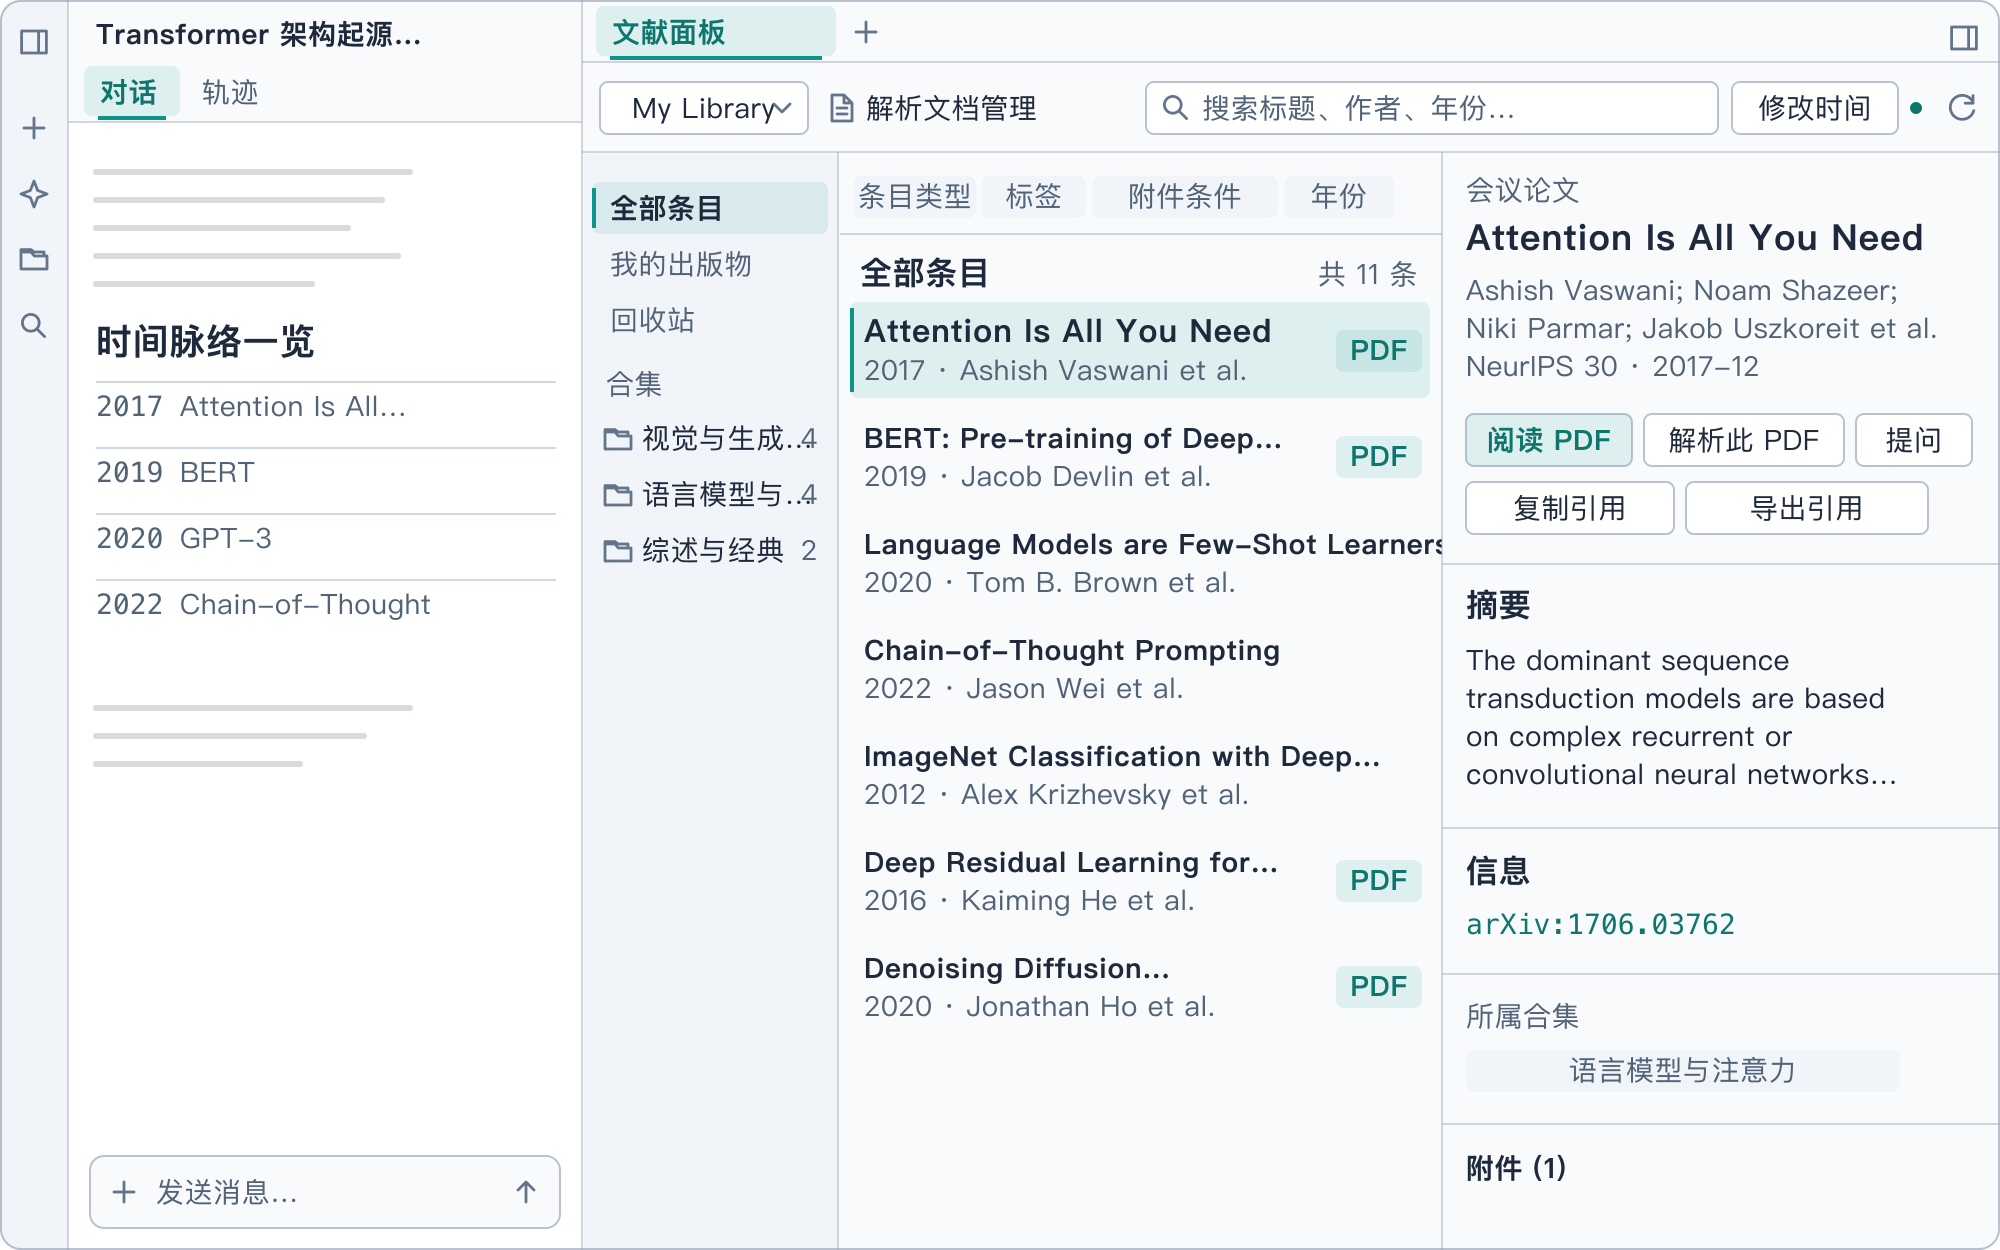 Transformer 架构起源...
对话
轨迹
时间脉络一览
2017 Attention Is All...
2019 BERT
2020 GPT-3
2022 Chain-of-Thought
发送消息...
文献面板
My Library
解析文档管理
搜索标题、作者、年份...
修改时间
全部条目
我的出版物
回收站
合集
视觉与生成... 4
语言模型与... 4
综述与经典 2
条目类型
标签
附件条件
年份
全部条目
共 11 条
Attention Is All You Need
2017 · Ashish Vaswani et al.
PDF
BERT: Pre-training of Deep...
2019 · Jacob Devlin et al.
PDF
Language Models are Few-Shot Learners
2020 · Tom B. Brown et al.
Chain-of-Thought Prompting
2022 · Jason Wei et al.
ImageNet Classification with Deep...
2012 · Alex Krizhevsky et al.
Deep Residual Learning for...
2016 · Kaiming He et al.
PDF
Denoising Diffusion...
2020 · Jonathan Ho et al.
PDF
会议论文
Attention Is All You Need
Ashish Vaswani; Noam Shazeer;
Niki Parmar; Jakob Uszkoreit et al.
NeurIPS 30 · 2017-12
阅读 PDF
解析此 PDF
提问
复制引用
导出引用
摘要
The dominant sequence
transduction models are based
on complex recurrent or
convolutional neural networks...
信息
arXiv:1706.03762
所属合集
语言模型与注意力
附件 (1)